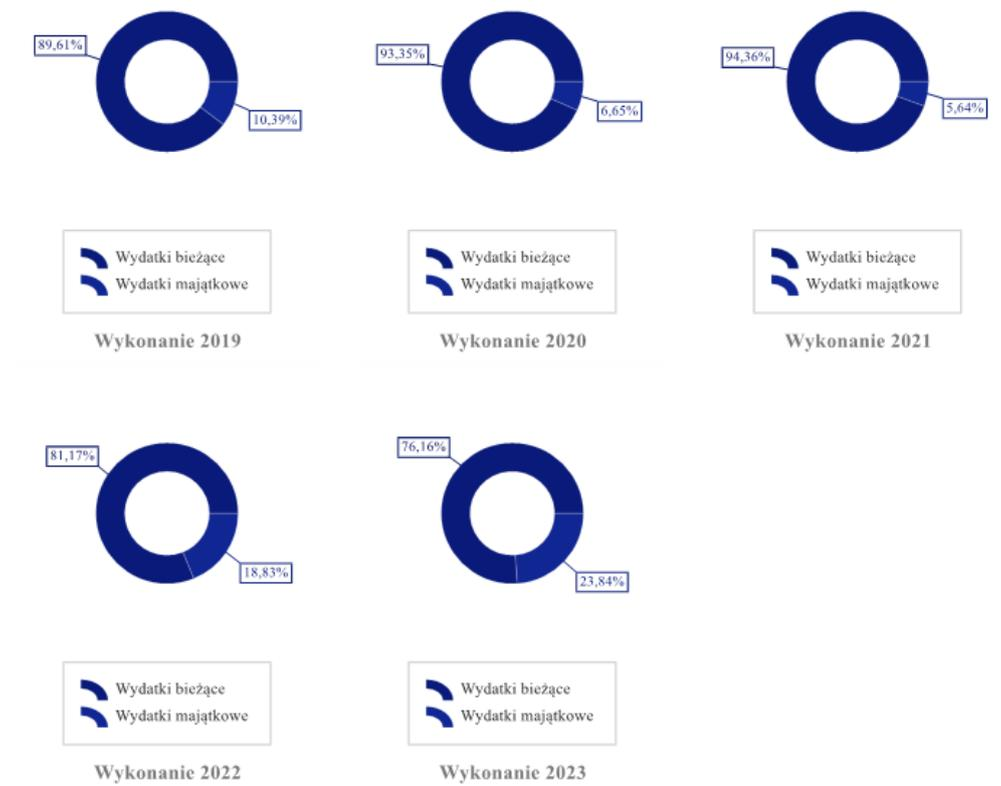 89,61%
10,39%
Wydatki bieżące
Wydatki majątkowe
Wykonanie 2019
93,35%
6,65%
Wydatki bieżące
Wydatki majątkowe
Wykonanie 2020
94,36%
5,64%
Wydatki bieżące
Wydatki majątkowe
Wykonanie 2021
81,17%
18,83%
Wydatki bieżące
Wydatki majątkowe
Wykonanie 2022
76,16%
23,84%
Wydatki bieżące
Wydatki majątkowe
Wykonanie 2023